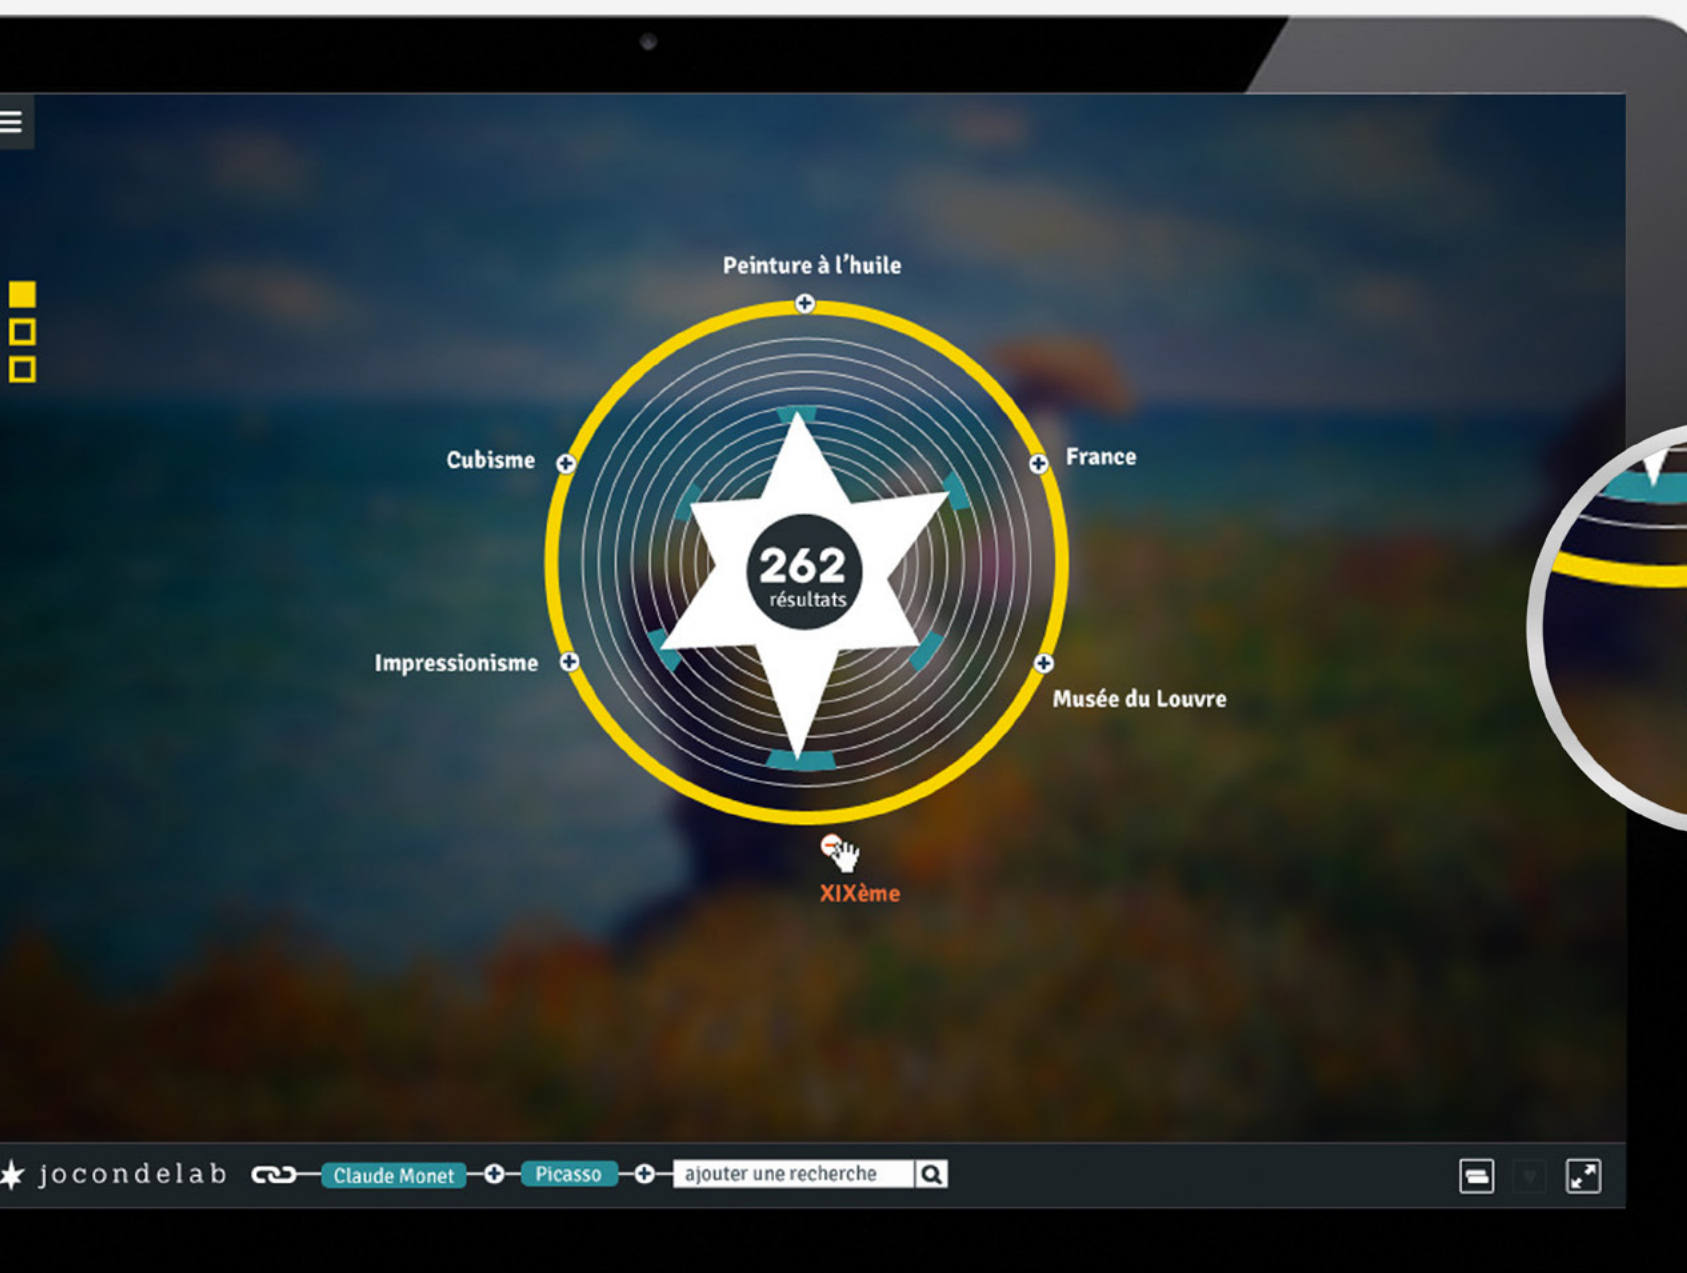 Peinture à l'huile
Cubisme
France
262
résultats
Impressionisme
Musée du Louvre
XIXème
jocondelab
Claude Monet
Picasso
ajouter une recherche